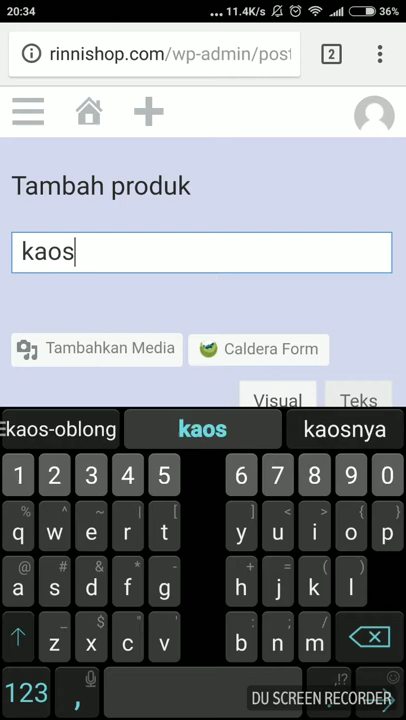 20:34 ... 11.4K/s 36%
rinnishop.com/wp-admin/post
2
Tambah produk
kaos
Tambahkan Media Caldera Form
Visual Teks
kaos-oblong kaos kaosnya
1 2 3 4 5 6 7 8 9 0
% ^ ~ | [ ] < > { }
q w e r t y u i o p
@ # & * - + = ( )
a s d f g h j k l
_ $ " ' : ; /
z x c v b n m
,!?
123 , DU SCREEN RECORDER